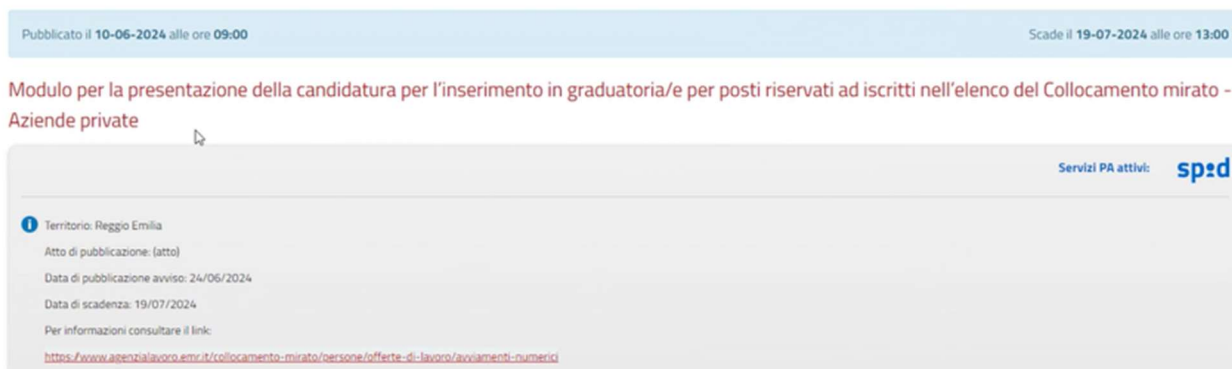 Pubblicato il 10-06-2024 alle ore 09:00
Scade il 19-07-2024 alle ore 13:00
Modulo per la presentazione della candidatura per l'inserimento in graduatoria/e per posti riservati ad iscritti nell'elenco del Collocamento mirato -
Aziende private
Servizi PA attivi:
spid
Territorio: Reggio Emilia
Atto di pubblicazione: (atto)
Data di pubblicazione avviso: 24/06/2024
Data di scadenza: 19/07/2024
Per informazioni consultare il link:
https://www.agenzialavoro.emr.it/collocamento-mirato/persone/offerte-di-lavoro/avviamenti-numerici